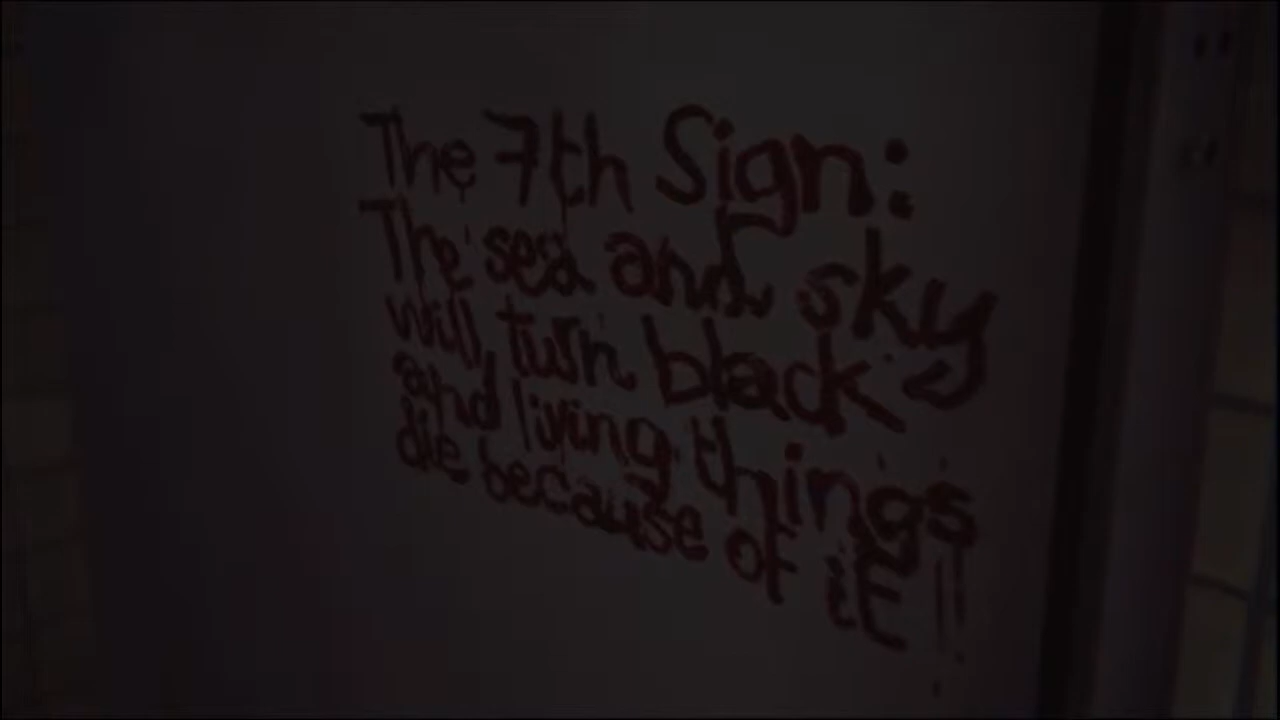 The 7th Sign:
The sea and sky
will turn black
and living things
die because of it!!